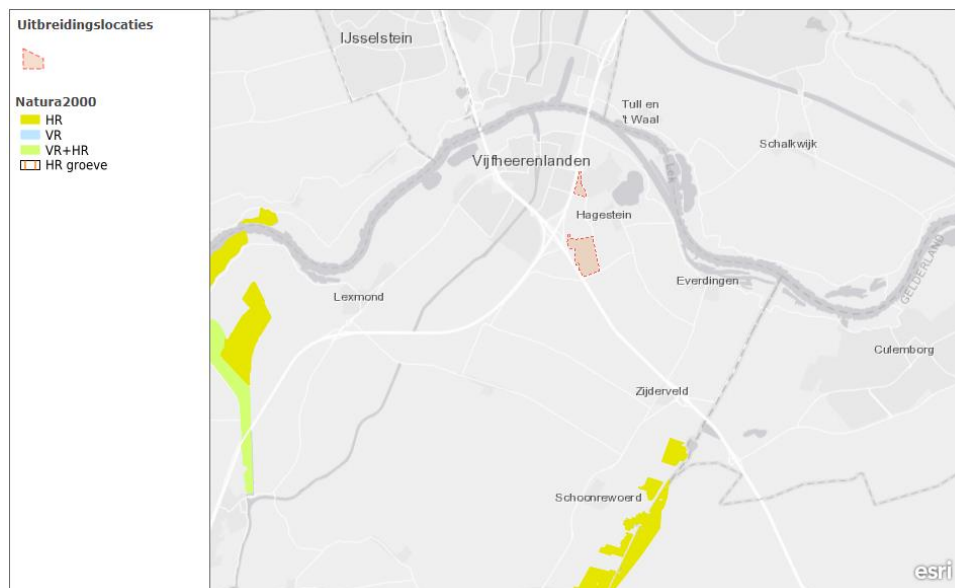 Uitbreidingslocaties
Natura2000
HR
VR
VR+HR
HR groeve
IJsselstein
Tull en
't Waal
Schalkwijk
Vijfheerenlanden
Lek
Hagestein
Everdingen
GELDERLAND
Lexmond
Culemborg
Zijderveld
Schoonrewoerd
esri